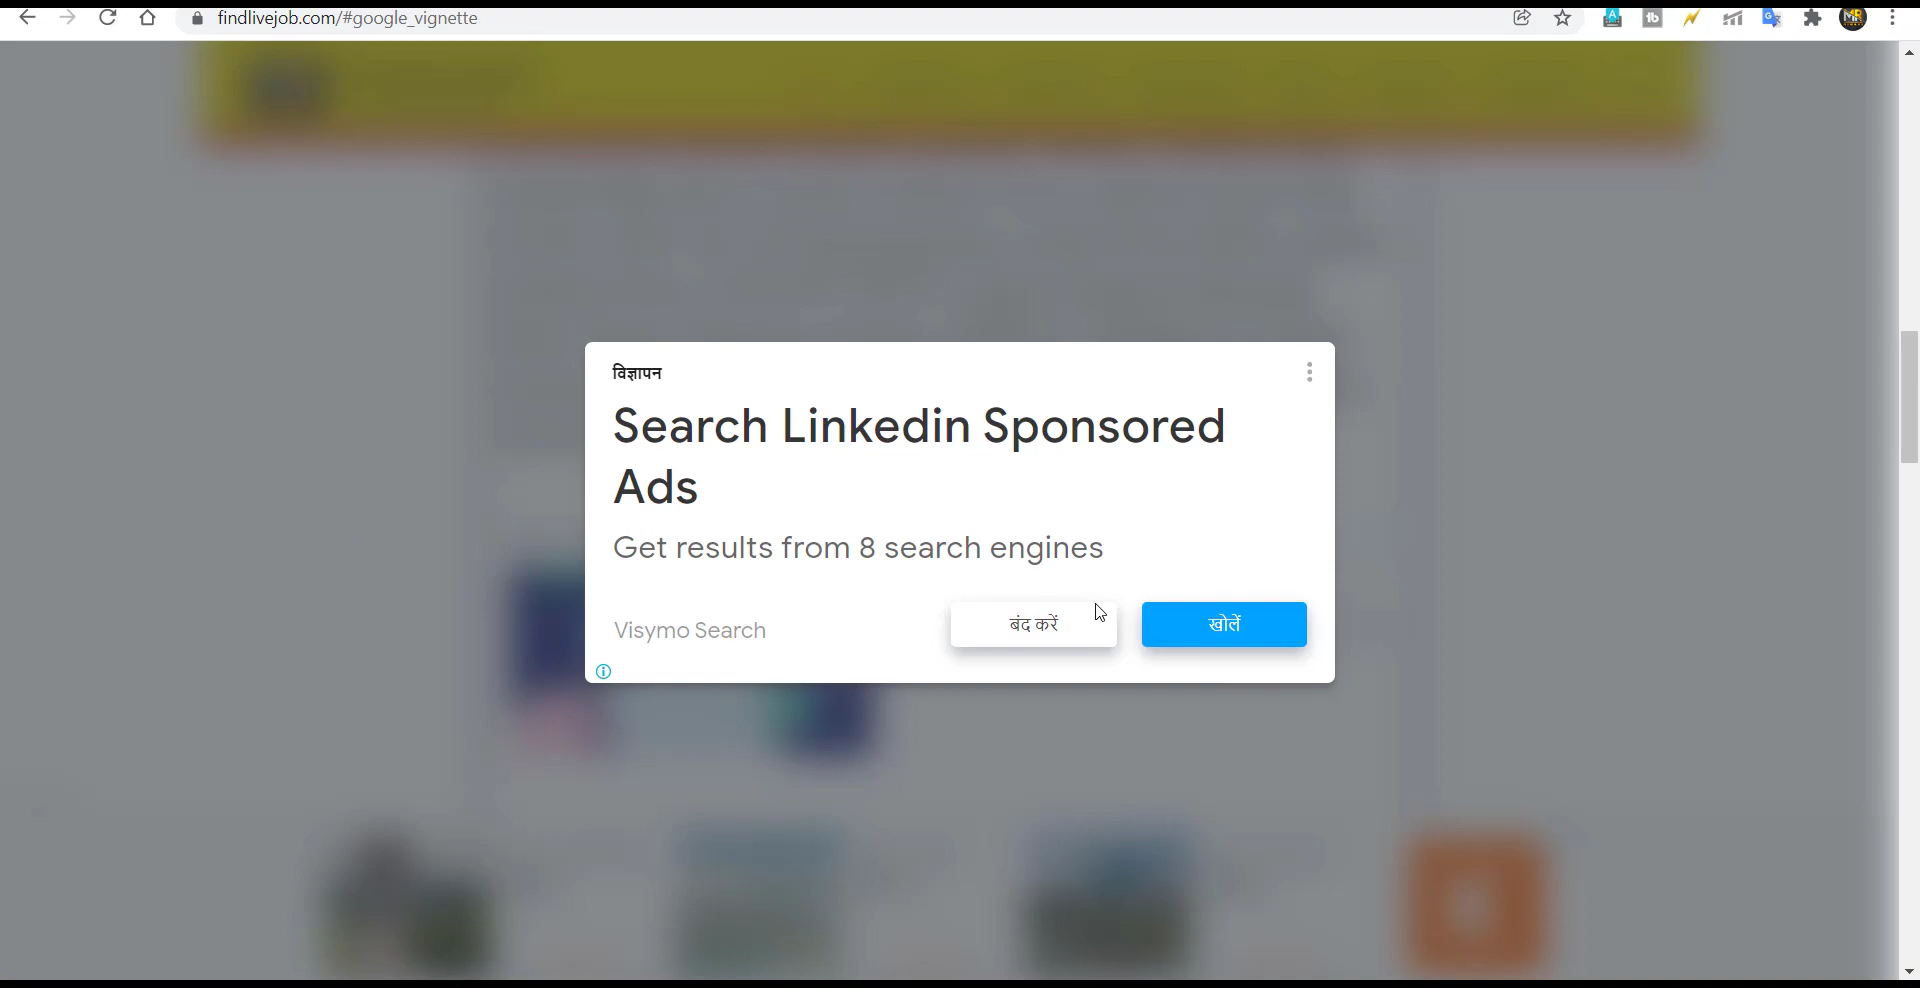 findlivejob.com/#google_vignette
विज्ञापन
Search Linkedin Sponsored
Ads
Get results from 8 search engines
Visymo Search
बंद करें
खोलें